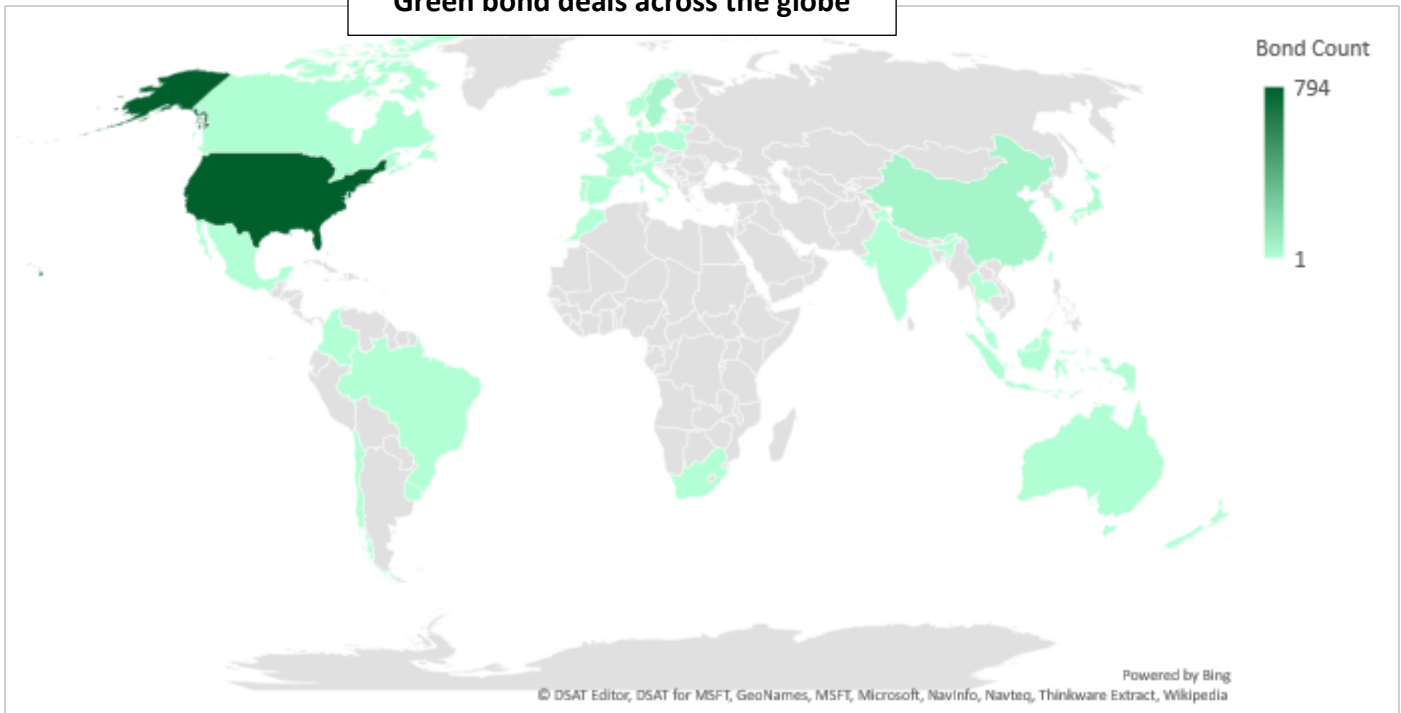 Green bond deals across the globe
Bond Count
794
1
Powered by Bing
© DSAT Editor, DSAT for MSFT, GeoNames, MSFT, Microsoft, NavInfo, Navteq, Thinkware Extract, Wikipedia